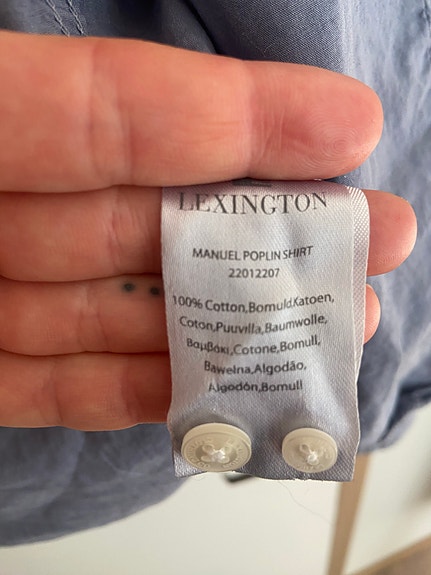 LEXINGTON
MANUEL POPLIN SHIRT
22012207
100% Cotton,Bomuld,Katoen,
Coton,Puuvilla,Baumwolle,
Βαμβάκι,Cotone,Bomull,
Bawełna,Algodão,
Algodón,Bomull